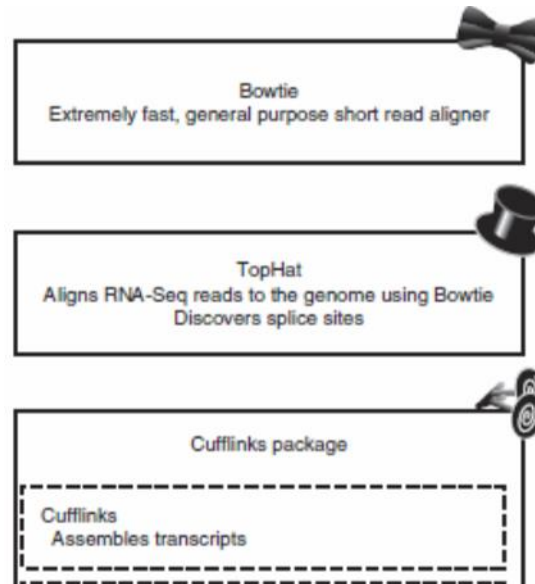 Bowtie
Extremely fast, general purpose short read aligner
TopHat
Aligns RNA-Seq reads to the genome using Bowtie
Discovers splice sites
Cufflinks package
Cufflinks
Assembles transcripts